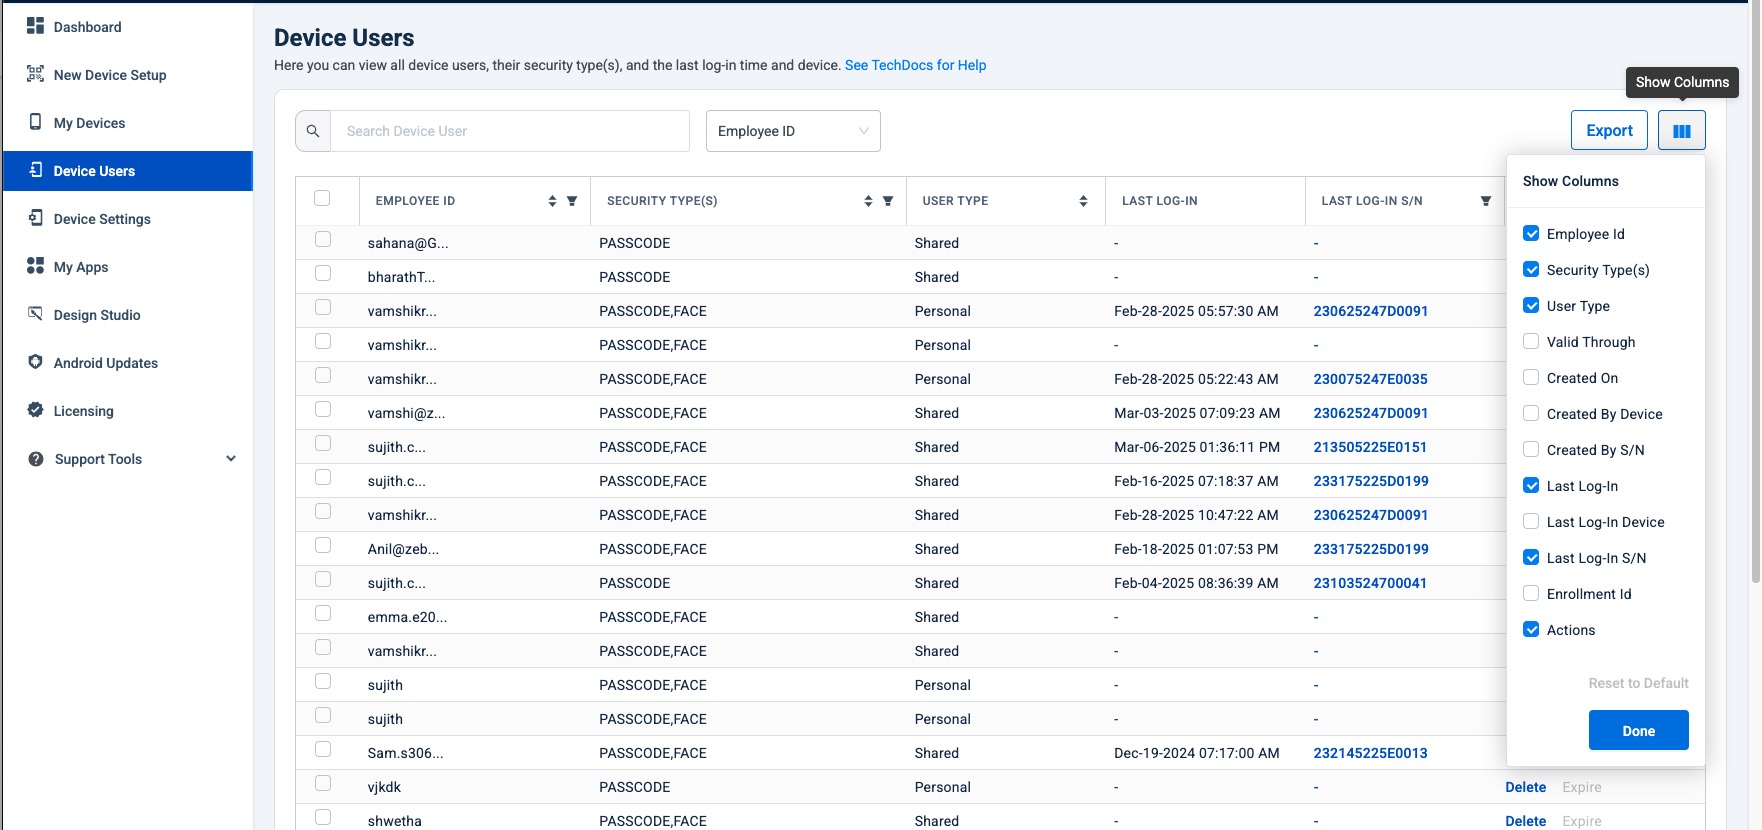 Dashboard
New Device Setup
My Devices
Device Users
Device Settings
My Apps
Design Studio
Android Updates
Licensing
Support Tools
Device Users
Here you can view all device users, their security type(s), and the last log-in time and device. See TechDocs for Help
Show Columns
Search Device User
Employee ID
Export
EMPLOYEE ID SECURITY TYPE(S) USER TYPE LAST LOG-IN LAST LOG-IN S/N
sahana@G... PASSCODE Shared - -
bharathT... PASSCODE Shared - -
vamshikr... PASSCODE,FACE Personal Feb-28-2025 05:57:30 AM 230625247D0091
vamshikr... PASSCODE,FACE Personal - -
vamshikr... PASSCODE,FACE Personal Feb-28-2025 05:22:43 AM 230075247E0035
vamshi@z... PASSCODE,FACE Shared Mar-03-2025 07:09:23 AM 230625247D0091
sujith.c... PASSCODE,FACE Shared Mar-06-2025 01:36:11 PM 213505225E0151
sujith.c... PASSCODE,FACE Shared Feb-16-2025 07:18:37 AM 233175225D0199
vamshikr... PASSCODE,FACE Shared Feb-28-2025 10:47:22 AM 230625247D0091
Anil@zeb... PASSCODE,FACE Shared Feb-18-2025 01:07:53 PM 233175225D0199
sujith.c... PASSCODE Shared Feb-04-2025 08:36:39 AM 23103524700041
emma.e20... PASSCODE,FACE Shared - -
vamshikr... PASSCODE,FACE Shared - -
sujith PASSCODE,FACE Personal - -
sujith PASSCODE,FACE Personal - -
Sam.s306... PASSCODE,FACE Shared Dec-19-2024 07:17:00 AM 232145225E0013
vjkdk PASSCODE Personal - - Delete Expire
shwetha PASSCODE,FACE Shared - - Delete Expire
Show Columns
Employee Id
Security Type(s)
User Type
Valid Through
Created On
Created By Device
Created By S/N
Last Log-In
Last Log-In Device
Last Log-In S/N
Enrollment Id
Actions
Reset to Default
Done